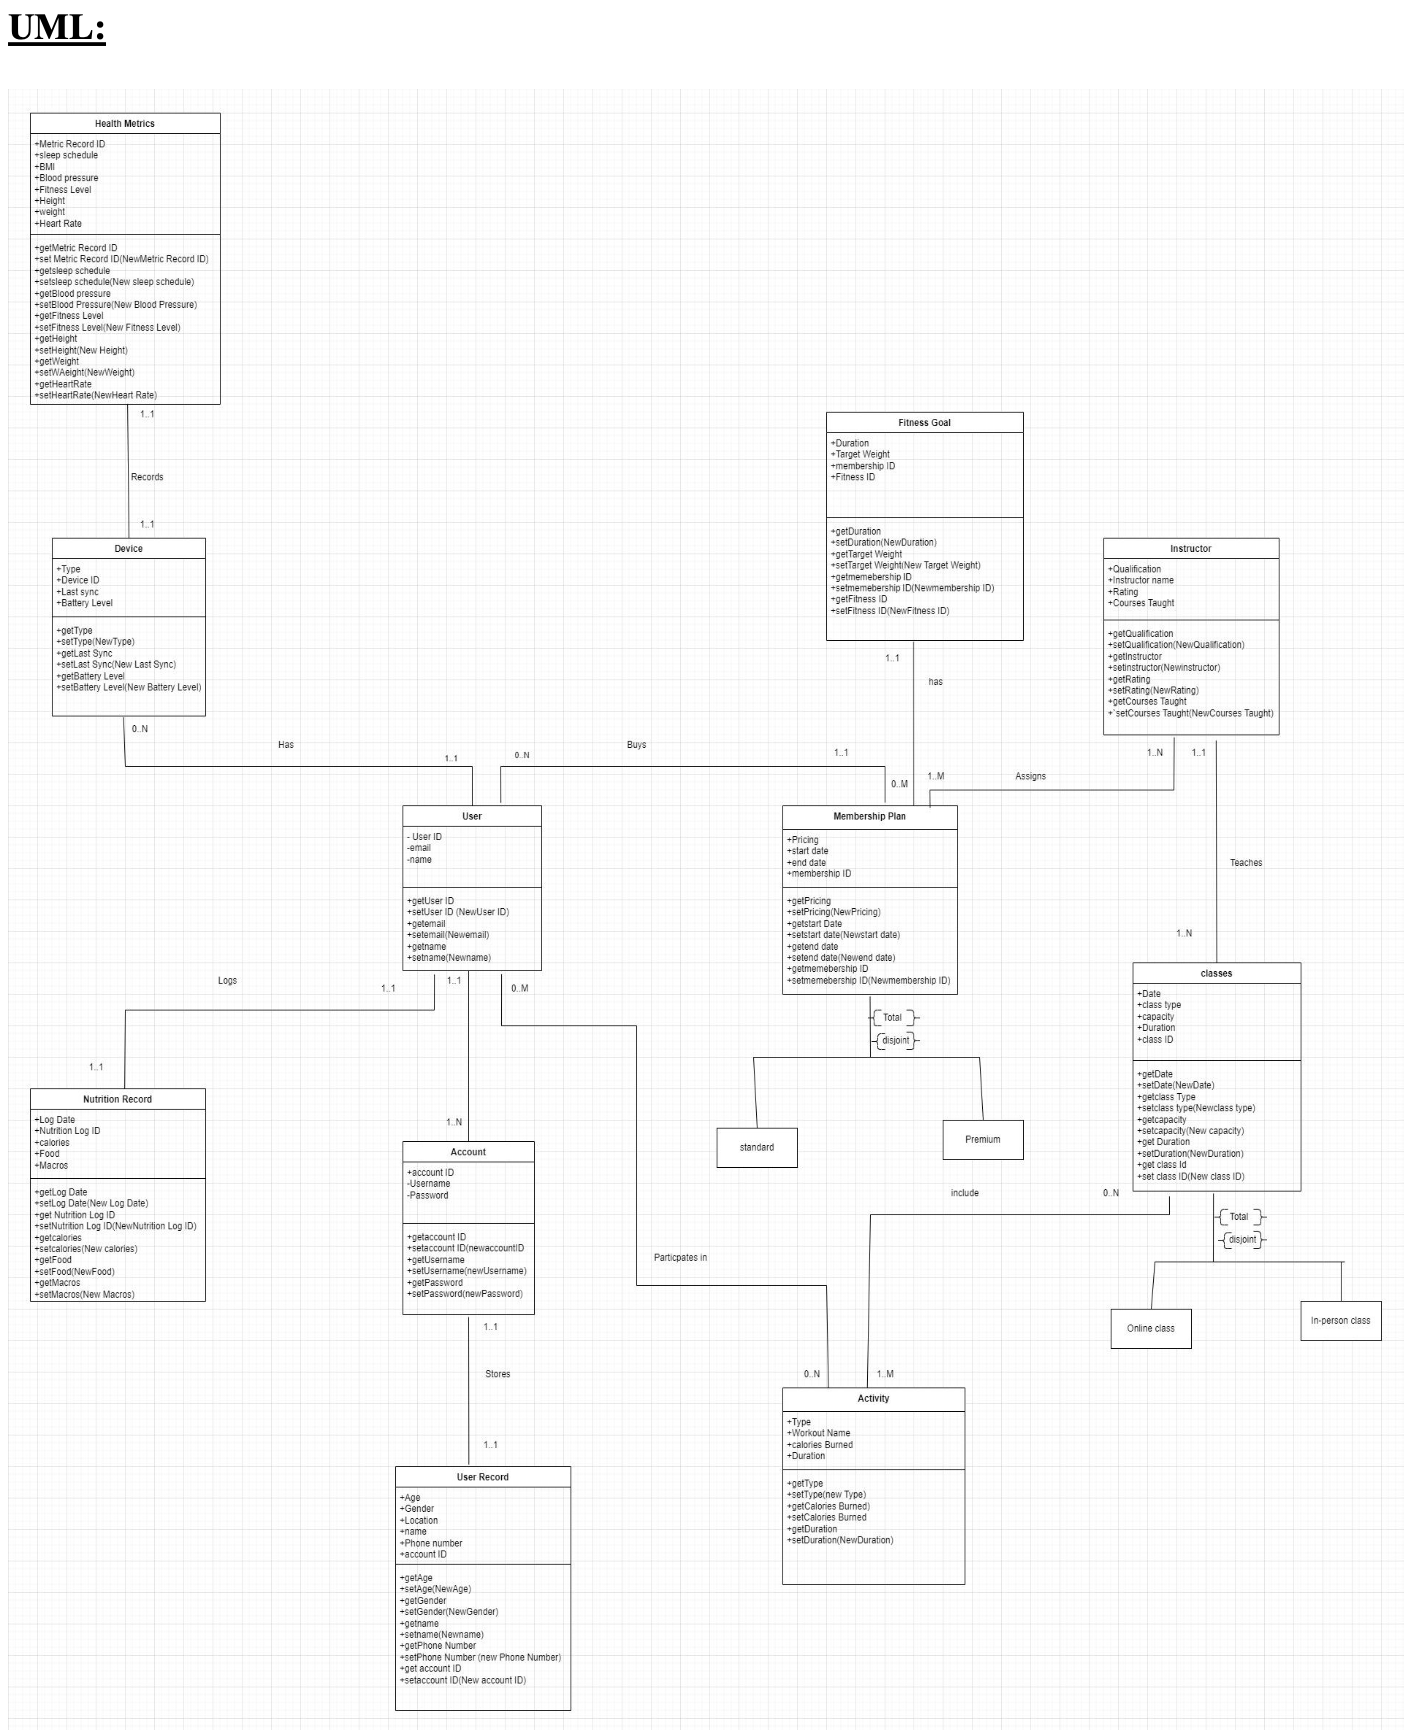 UML:
Health Metrics
+Metric Record ID
+sleep schedule
+BMI
+Blood pressure
+Fitness Level
+Height
+weight
+Heart Rate
+getMetric Record ID
+set Metric Record ID(NewMetric Record ID)
+getsleep schedule
+setsleep schedule(New sleep schedule)
+getBlood pressure
+setBlood Pressure(New Blood Pressure)
+getFitness Level
+setFitness Level(New Fitness Level)
+getHeight
+setHeight(New Height)
+getWeight
+setWAeight(NewWeight)
+getHeartRate
+setHeartRate(NewHeart Rate)
1..1
Records
1..1
Fitness Goal
+Duration
+Target Weight
+membership ID
+Fitness ID
+getDuration
+setDuration(NewDuration)
+getTarget Weight
+setTarget Weight(New Target Weight)
+getmemebership ID
+setmemebership ID(Newmembership ID)
+getFitness ID
+setFitness ID(NewFitness ID)
1..1
has
0..M
Device
+Type
+Device ID
+Last sync
+Battery Level
+getType
+setType(NewType)
+getLast Sync
+setLast Sync(New Last Sync)
+getBattery Level
+setBattery Level(New Battery Level)
0..N
Has
1..1
Instructor
+Qualification
+Instructor name
+Rating
+Courses Taught
+getQualification
+setQualification(NewQualification)
+getInstructor
+setinstructor(Newinstructor)
+getRating
+setRating(NewRating)
+getCourses Taught
+`setCourses Taught(NewCourses Taught)
1..N
1..1
0..N
Buys
1..1
1..M
Assigns
Teaches
1..N
User
- User ID
-email
-name
+getUser ID
+setUser ID (NewUser ID)
+getemail
+setemail(Newemail)
+getname
+setname(Newname)
Membership Plan
+Pricing
+start date
+end date
+membership ID
+getPricing
+setPricing(NewPricing)
+getstart Date
+setstart date(Newstart date)
+getend date
+setend date(Newend date)
+getmemebership ID
+setmemebership ID(Newmembership ID)
Total
disjoint
standard
Premium
classes
+Date
+class type
+capacity
+Duration
+class ID
+getDate
+setDate(NewDate)
+getclass Type
+setclass type(Newclass type)
+getcapacity
+setcapacity(New capacity)
+get Duration
+setDuration(NewDuration)
+get class Id
+set class ID(New class ID)
include
0..N
Total
disjoint
Online class
In-person class
Logs
1..1
1..1
0..M
1..1
Nutrition Record
+Log Date
+Nutrition Log ID
+calories
+Food
+Macros
+getLog Date
+setLog Date(New Log Date)
+get Nutrition Log ID
+setNutrition Log ID(NewNutrition Log ID)
+getcalories
+setcalories(New calories)
+getFood
+setFood(NewFood)
+getMacros
+setMacros(New Macros)
1..N
Account
+account ID
-Username
-Password
+getaccount ID
+setaccount ID(newaccountID
+getUsername
+setUsername(newUsername)
+getPassword
+setPassword(newPassword)
Particpates in
1..1
Stores
1..1
0..N
1..M
Activity
+Type
+Workout Name
+calories Burned
+Duration
+getType
+setType(new Type)
+getCalories Burned)
+setCalories Burned
+getDuration
+setDuration(NewDuration)
User Record
+Age
+Gender
+Location
+name
+Phone number
+account ID
+getAge
+setAge(NewAge)
+getGender
+setGender(NewGender)
+getname
+setname(Newname)
+getPhone Number
+setPhone Number (new Phone Number)
+get account ID
+setaccount ID(New account ID)